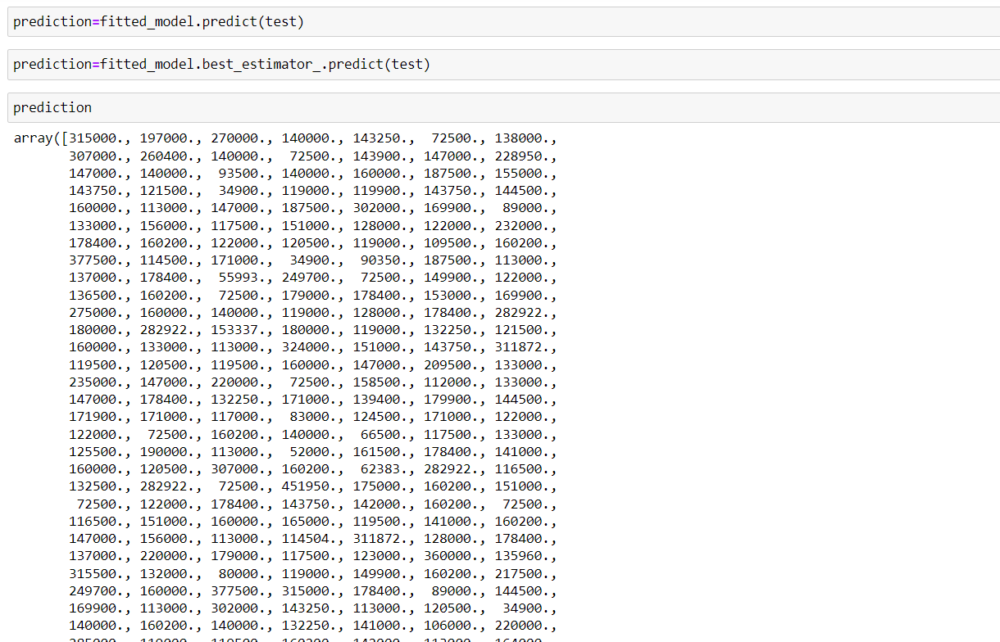 prediction=fitted_model.predict(test)
prediction=fitted_model.best_estimator_.predict(test)
prediction
array([315000., 197000., 270000., 140000., 143250., 72500., 138000.,
307000., 260400., 140000., 72500., 143900., 147000., 228950.,
147000., 140000., 93500., 140000., 160000., 187500., 155000.,
143750., 121500., 34900., 119000., 119900., 143750., 144500.,
160000., 113000., 147000., 187500., 302000., 169900., 89000.,
133000., 156000., 117500., 151000., 128000., 122000., 232000.,
178400., 160200., 122000., 120500., 119000., 109500., 160200.,
377500., 114500., 171000., 34900., 90350., 187500., 113000.,
137000., 178400., 55993., 249700., 72500., 149900., 122000.,
136500., 160200., 72500., 179000., 178400., 153000., 169900.,
275000., 160000., 140000., 119000., 128000., 178400., 282922.,
180000., 282922., 153337., 180000., 119000., 132250., 121500.,
160000., 133000., 113000., 324000., 151000., 143750., 311872.,
119500., 120500., 119500., 160000., 147000., 209500., 133000.,
235000., 147000., 220000., 72500., 158500., 112000., 133000.,
147000., 178400., 132250., 171000., 139400., 179900., 144500.,
171900., 171000., 117000., 83000., 124500., 171000., 122000.,
122000., 72500., 160200., 140000., 66500., 117500., 133000.,
125500., 190000., 113000., 52000., 161500., 178400., 141000.,
160000., 120500., 307000., 160200., 62383., 282922., 116500.,
132500., 282922., 72500., 451950., 175000., 160200., 151000.,
72500., 122000., 178400., 143750., 142000., 160200., 72500.,
116500., 151000., 160000., 165000., 119500., 141000., 160200.,
147000., 156000., 113000., 114504., 311872., 128000., 178400.,
137000., 220000., 179000., 117500., 123000., 360000., 135960.,
315500., 132000., 80000., 119000., 149900., 160200., 217500.,
249700., 160000., 377500., 315000., 178400., 89000., 144500.,
169900., 113000., 302000., 143250., 113000., 120500., 34900.,
140000., 160200., 140000., 132250., 141000., 106000., 220000.,